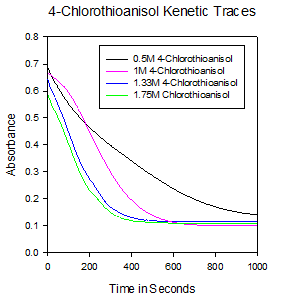 4-Chlorothioanisol Kenetic Traces
0.5M 4-Chlorothioanisol
1M 4-Chlorothioanisol
1.33M 4-Chlorothioanisol
1.75M Chlorothioanisol
Absorbance
0.8
0.7
0.6
0.5
0.4
0.3
0.2
0.1
0.0
0 200 400 600 800 1000
Time in Seconds